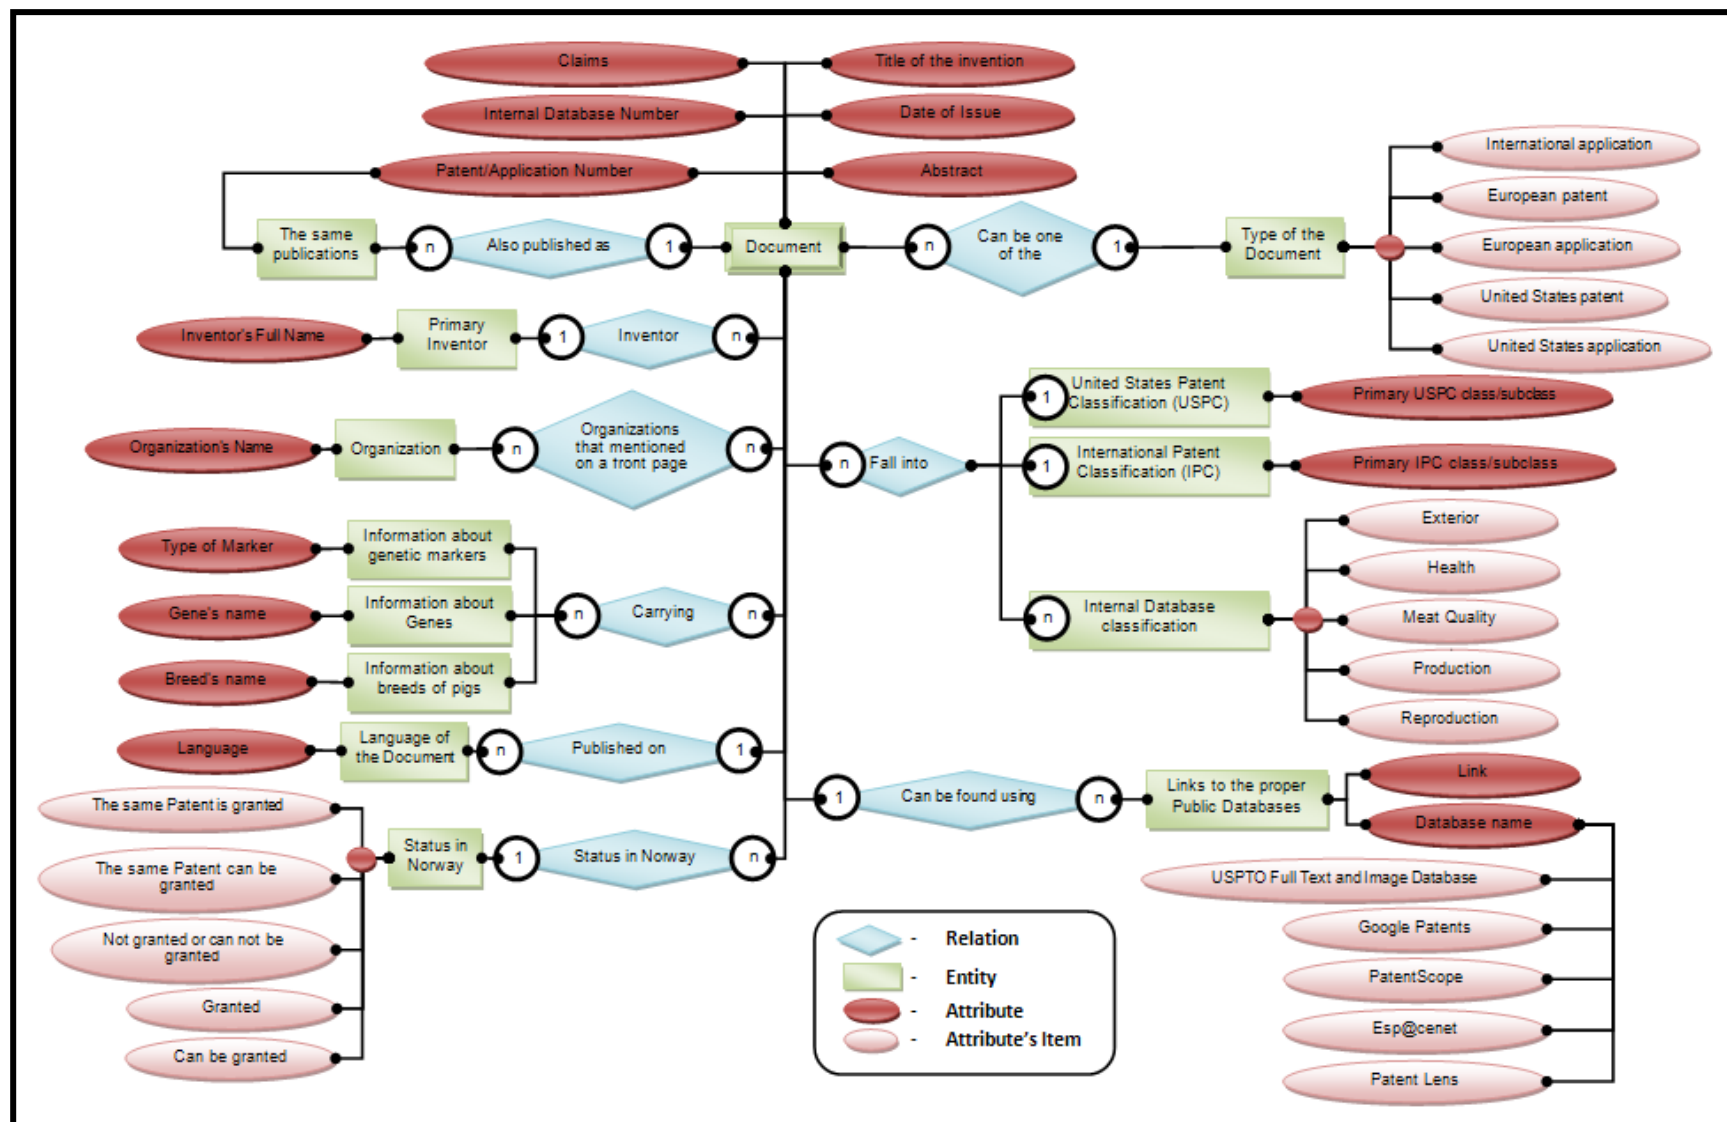 Claims
Title of the invention
Internal Database Number
Date of Issue
Patent/Application Number
Abstract
The same
publications
n
Also published as
1
Document
n
Can be one
of the
1
Type of the
Document
International application
European patent
European application
United States patent
United States application
Inventor's Full Name
Primary
Inventor
1
Inventor
n
Organization's Name
Organization
n
Organizations
that mentioned
on a front page
n
n
Fall into
1
United States Patent
Classification (USPC)
Primary USPC class/subclass
1
International Patent
Classification (IPC)
Primary IPC class/subclass
n
Internal Database
classification
Exterior
Health
Meat Quality
Production
Reproduction
Type of Marker
Information about
genetic markers
Gene's name
Information about
Genes
Breed's name
Information about
breeds of pigs
n
Carrying
n
Language
Language of
the Document
n
Published on
1
1
Can be found using
n
Links to the proper
Public Databases
Link
Database name
USPTO Full Text and Image Database
Google Patents
PatentScope
Esp@cenet
Patent Lens
The same Patent is granted
The same Patent can be
granted
Not granted or can not be
granted
Granted
Can be granted
Status in
Norway
1
Status in Norway
n
- Relation
- Entity
- Attribute
- Attribute's Item